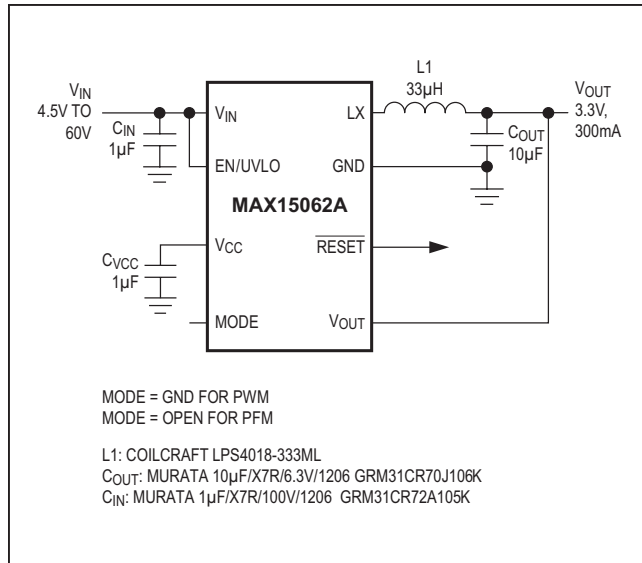 L1
33µH
VIN
4.5V TO
60V
CIN
1µF
VIN
LX
VOUT
3.3V,
300mA
COUT
10µF
EN/UVLO
GND
MAX15062A
VCC
RESET
CVCC
1µF
MODE
VOUT
MODE = GND FOR PWM
MODE = OPEN FOR PFM
L1: COILCRAFT LPS4018-333ML
COUT: MURATA 10µF/X7R/6.3V/1206 GRM31CR70J106K
CIN: MURATA 1µF/X7R/100V/1206 GRM31CR72A105K